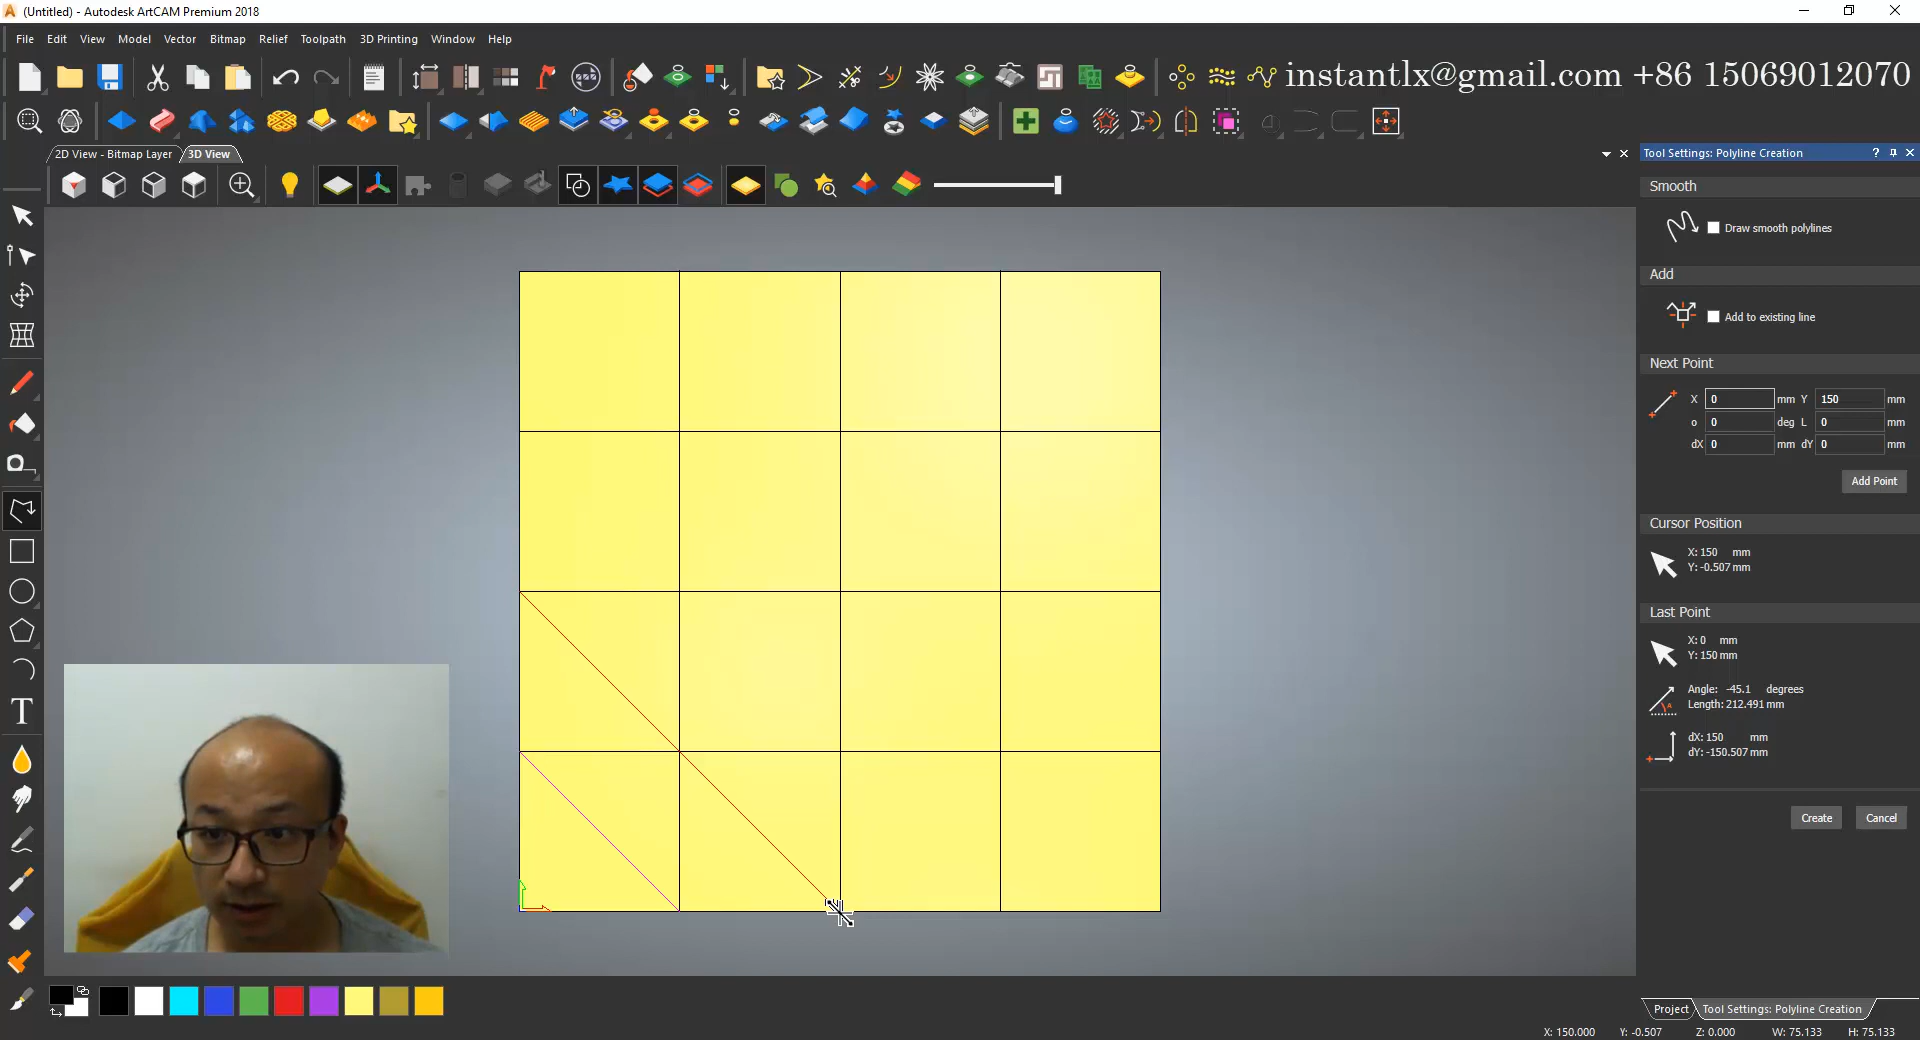 (Untitled) - Autodesk ArtCAM Premium 2018
File Edit View Model Vector Bitmap Relief Toolpath 3D Printing Window Help
instantlx@gmail.com +86 15069012070
2D View - Bitmap Layer 3D View
Tool Settings: Polyline Creation
Smooth
Draw smooth polylines
Add
Add to existing line
Next Point
X 0 mm Y 150 mm
o 0 deg L 0 mm
dX 0 mm dY 0 mm
Add Point
Cursor Position
X: 150 mm
Y: -0.507 mm
Last Point
X: 0 mm
Y: 150 mm
Angle: -45.1 degrees
Length: 212.491 mm
dX: 150 mm
dY: -150.507 mm
Create Cancel
T
Project Tool Settings: Polyline Creation
X: 150.000 Y: -0.507 Z: 0.000 W: 75.133 H: 75.133